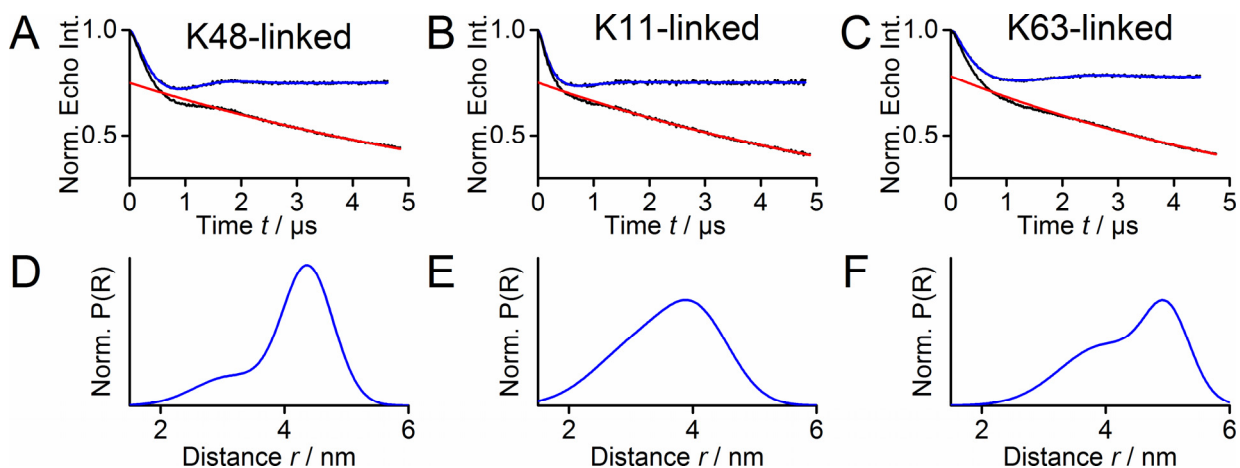 A K48-linked
B K11-linked
C K63-linked
Norm. Echo Int.
1.0
0.5
0 1 2 3 4 5
Time t / µs
Norm. Echo Int.
1.0
0.5
0 1 2 3 4 5
Time t / µs
Norm. Echo Int.
1.0
0.5
0 1 2 3 4 5
Time t / µs
D
Norm. P(R)
2 4 6
Distance r / nm
E
Norm. P(R)
2 4 6
Distance r / nm
F
Norm. P(R)
2 4 6
Distance r / nm